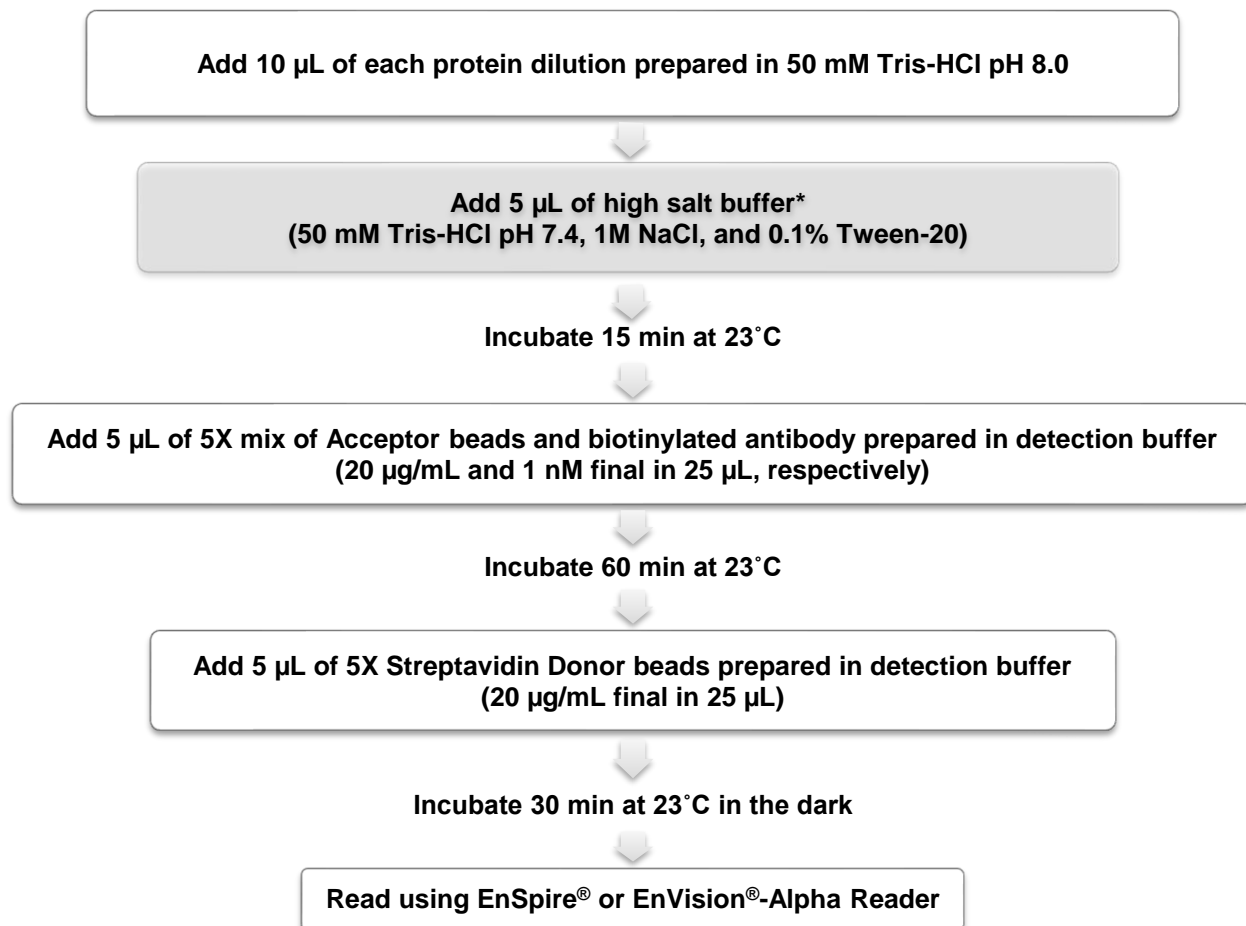 Add 10 µL of each protein dilution prepared in 50 mM Tris-HCl pH 8.0
Add 5 µL of high salt buffer*
(50 mM Tris-HCl pH 7.4, 1M NaCl, and 0.1% Tween-20)
Incubate 15 min at 23˚C
Add 5 µL of 5X mix of Acceptor beads and biotinylated antibody prepared in detection buffer
(20 µg/mL and 1 nM final in 25 µL, respectively)
Incubate 60 min at 23˚C
Add 5 µL of 5X Streptavidin Donor beads prepared in detection buffer
(20 µg/mL final in 25 µL)
Incubate 30 min at 23˚C in the dark
Read using EnSpire® or EnVision®-Alpha Reader